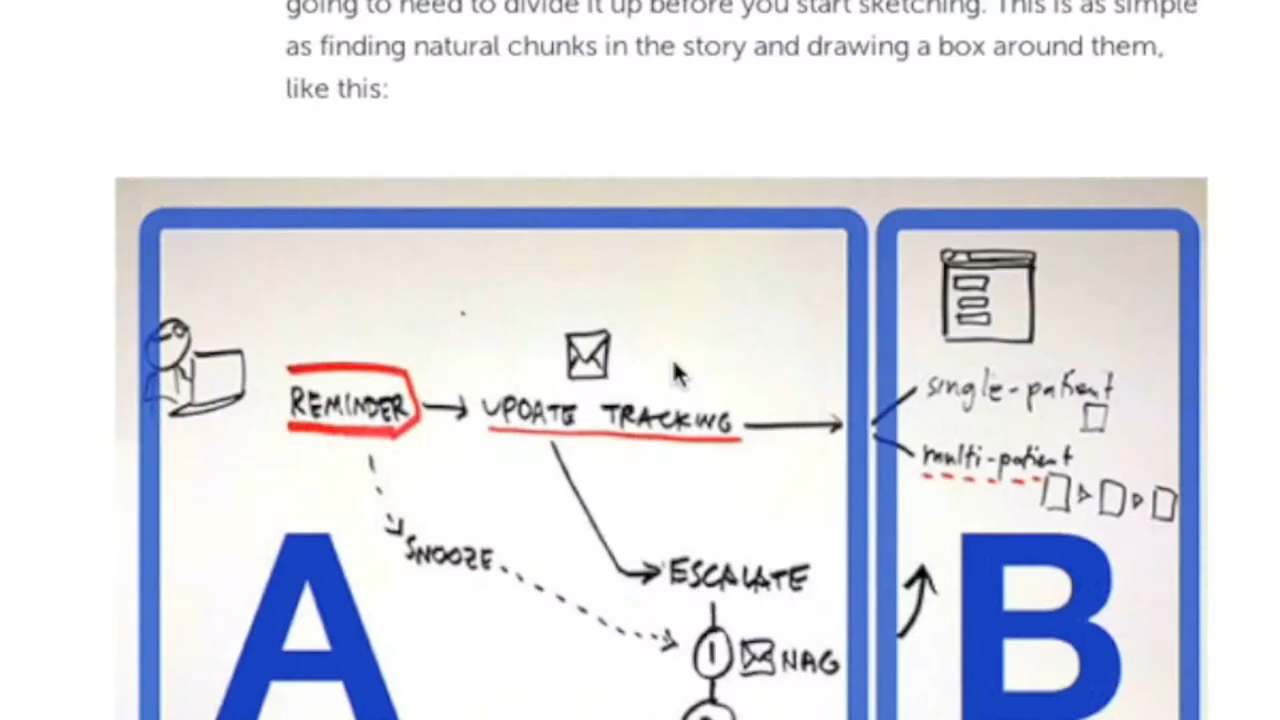 going to need to divide it up before you start sketching. This is as simple
as finding natural chunks in the story and drawing a box around them,
like this:
single-patient
REMINDER
UPDATE TRACKING
multi-patient
SNOOZE
ESCALATE
A
B
1
NAG